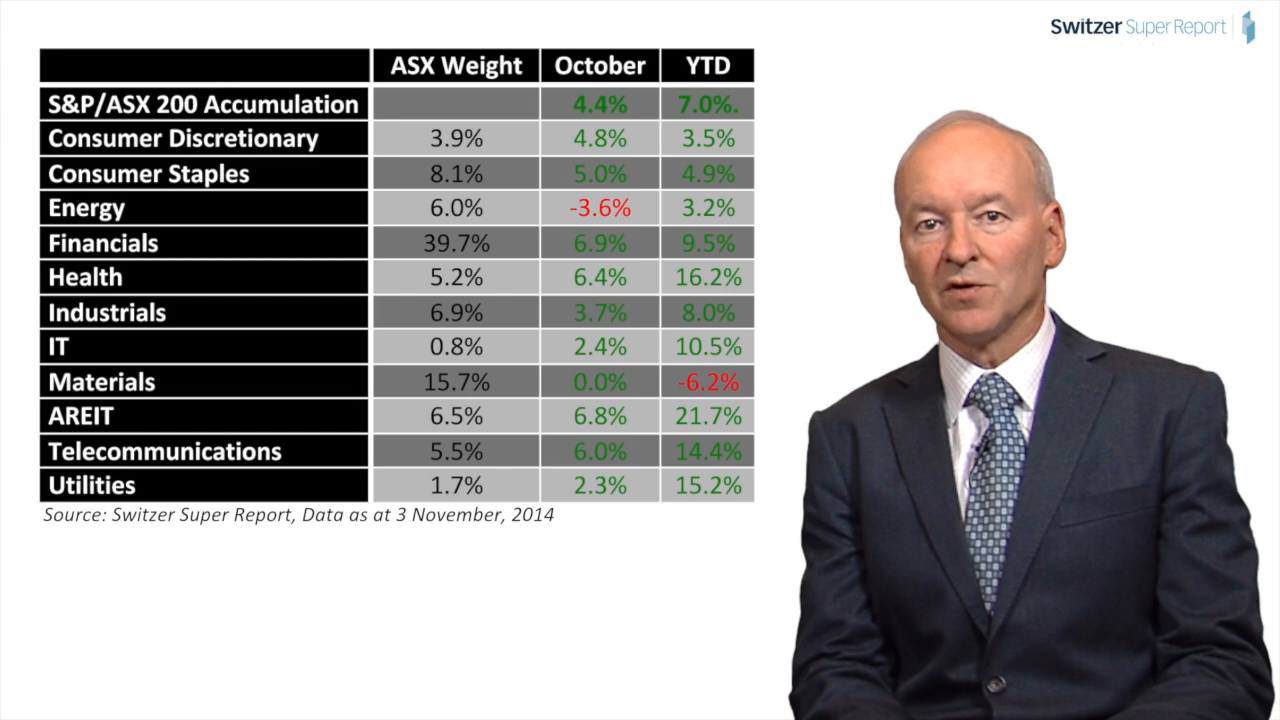 Switzer Super Report
ASX Weight October YTD
S&P/ASX 200 Accumulation 4.4% 7.0%.
Consumer Discretionary 3.9% 4.8% 3.5%
Consumer Staples 8.1% 5.0% 4.9%
Energy 6.0% -3.6% 3.2%
Financials 39.7% 6.9% 9.5%
Health 5.2% 6.4% 16.2%
Industrials 6.9% 3.7% 8.0%
IT 0.8% 2.4% 10.5%
Materials 15.7% 0.0% -6.2%
AREIT 6.5% 6.8% 21.7%
Telecommunications 5.5% 6.0% 14.4%
Utilities 1.7% 2.3% 15.2%
Source: Switzer Super Report, Data as at 3 November, 2014